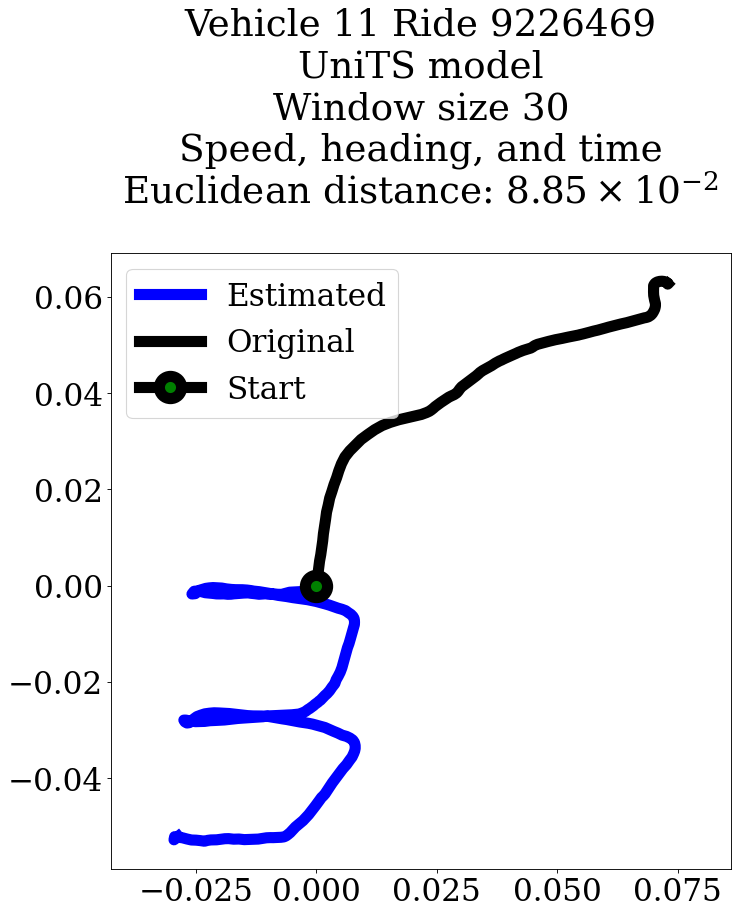 Vehicle 11 Ride 9226469
UniTS model
Window size 30
Speed, heading, and time
Euclidean distance: 8.85 × 10⁻²
Estimated
Original
Start
0.06
0.04
0.02
0.00
−0.02
−0.04
−0.025 0.000 0.025 0.050 0.075